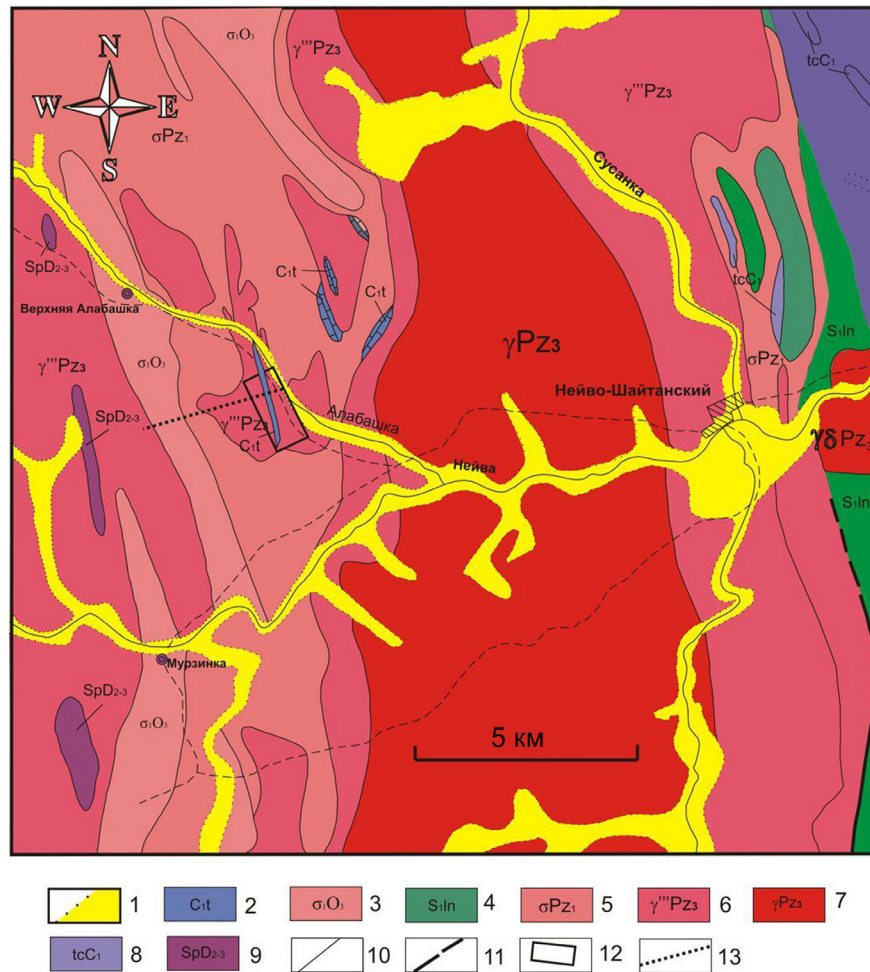 σ₁O₃
γ'''Pz₃
tcC₁
N
γ'''Pz₃
W E
S
σPz₁
Сусанка
SpD₂₋₃
C₁t
tcC₁
C₁t
Верхняя Алабашка
S₁ln
γPz₃
σ₁O₃
σPz₁
γ'''Pz₃
Нейво-Шайтанский
SpD₂₋₃
Алабашка
γ'''Pz₃
γδPz₃
C₁t
Нейва
S₁ln
Мурзинка
SpD₂₋₃
σ₁O₃
5 км
1 C₁t 2 σ₁O₃ 3 S₁ln 4 σPz₁ 5 γ'''Pz₃ 6 γPz₃ 7
tcC₁ 8 SpD₂₋₃ 9 10 11 12 13